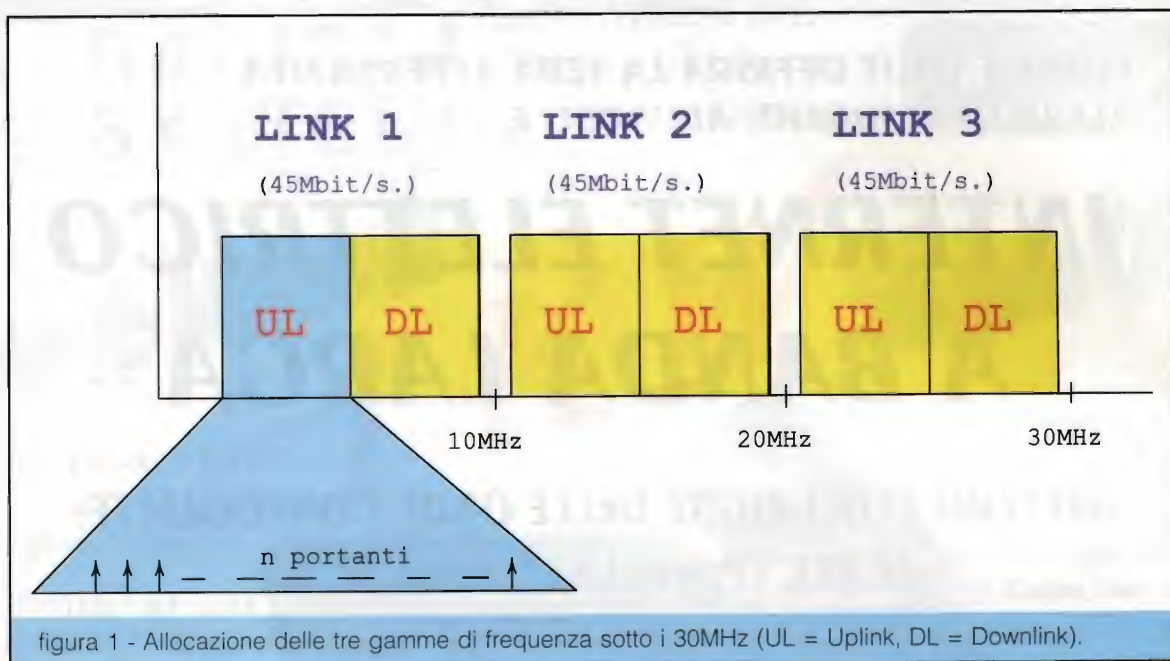 LINK 1 LINK 2 LINK 3
(45Mbit/s.) (45Mbit/s.) (45Mbit/s.)
UL DL UL DL UL DL
10MHz 20MHz 30MHz
n portanti
figura 1 - Allocazione delle tre gamme di frequenza sotto i 30MHz (UL = Uplink, DL = Downlink).